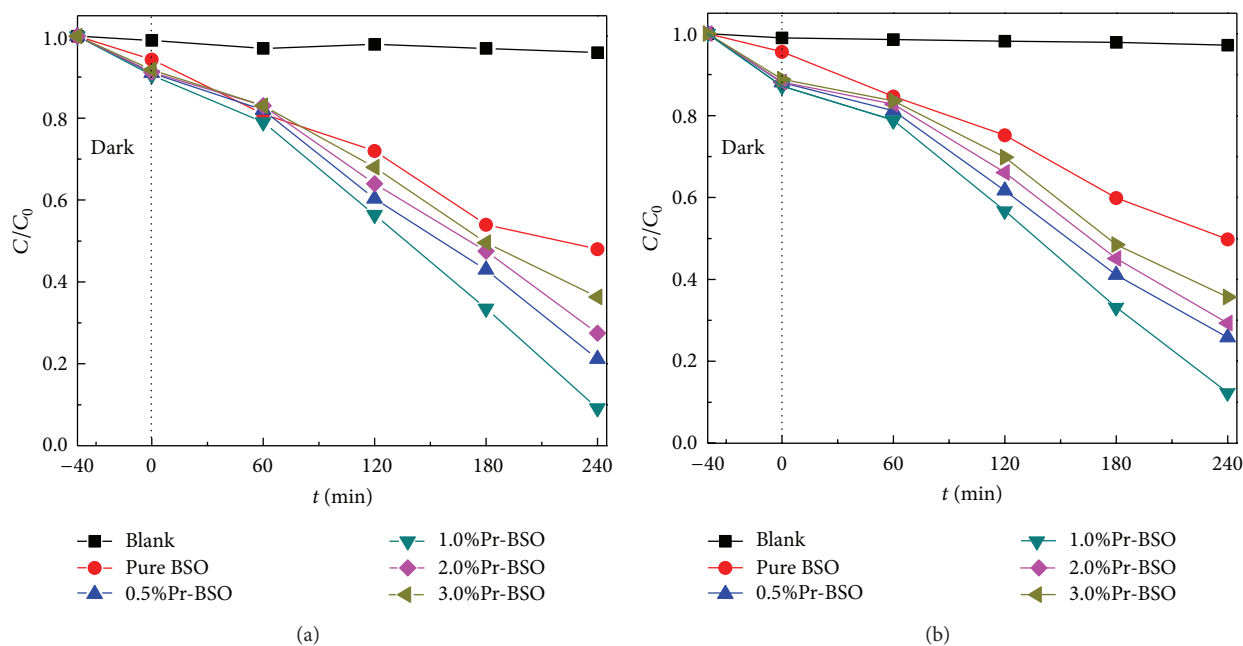 1.0
0.8
0.6
0.4
0.2
0.0
C/C0
Dark
−40
0
60
120
180
240
t (min)
Blank
Pure BSO
0.5%Pr-BSO
1.0%Pr-BSO
2.0%Pr-BSO
3.0%Pr-BSO
(a)
1.0
0.8
0.6
0.4
0.2
0.0
C/C0
Dark
−40
0
60
120
180
240
t (min)
Blank
Pure BSO
0.5%Pr-BSO
1.0%Pr-BSO
2.0%Pr-BSO
3.0%Pr-BSO
(b)